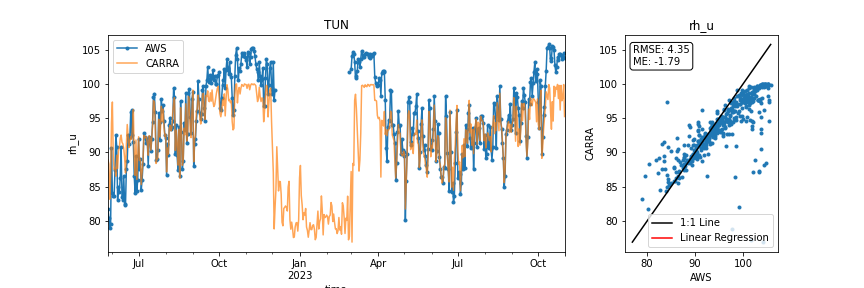 TUN
rh_u
AWS
CARRA
105
100
95
90
85
80
rh_u
Jul
Oct
Jan
2023
Apr
Jul
Oct
RMSE: 4.35
ME: -1.79
105
100
95
90
85
80
CARRA
1:1 Line
Linear Regression
80
90
100
AWS